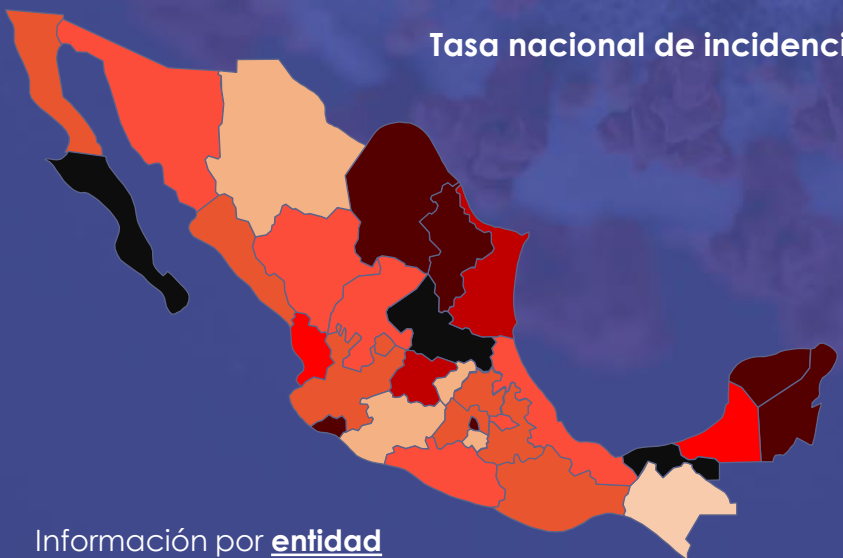 Tasa nacional de incidenci
Información por entidad